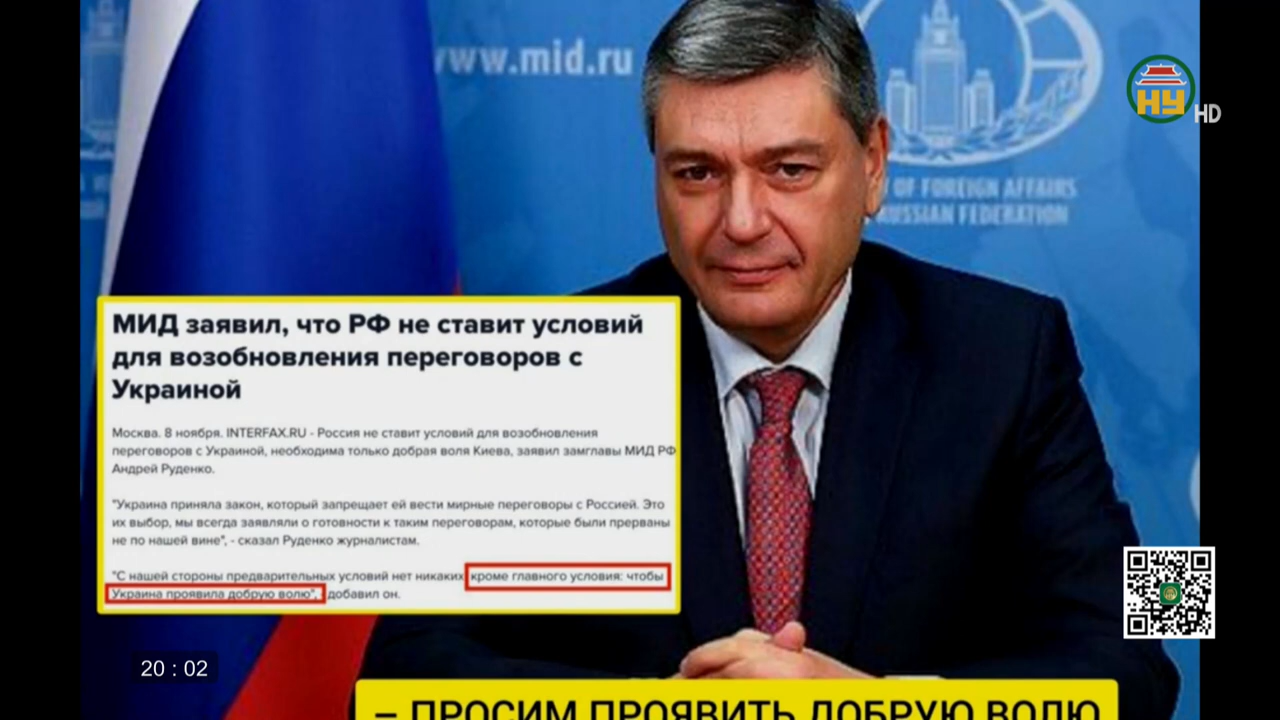 www.mid.ru
НУ
HD
OF FOREIGN AFFAIRS
RUSSIAN FEDERATION
МИД заявил, что РФ не ставит условий
для возобновления переговоров с
Украиной
Москва. 8 ноября. INTERFAX.RU - Россия не ставит условий для возобновления
переговоров с Украиной, необходима только добрая воля Киева, заявил замглавы МИД РФ
Андрей Руденко.
"Украина приняла закон, который запрещает ей вести мирные переговоры с Россией. Это
их выбор, мы всегда заявляли о готовности к таким переговорам, которые были прерваны
не по нашей вине", - сказал Руденко журналистам.
"С нашей стороны предварительных условий нет никаких кроме главного условия: чтобы
Украина проявила добрую волю", добавил он.
20 : 02
– ПРОСИМ ПРОЯВИТЬ ДОБРУЮ ВОЛЮ